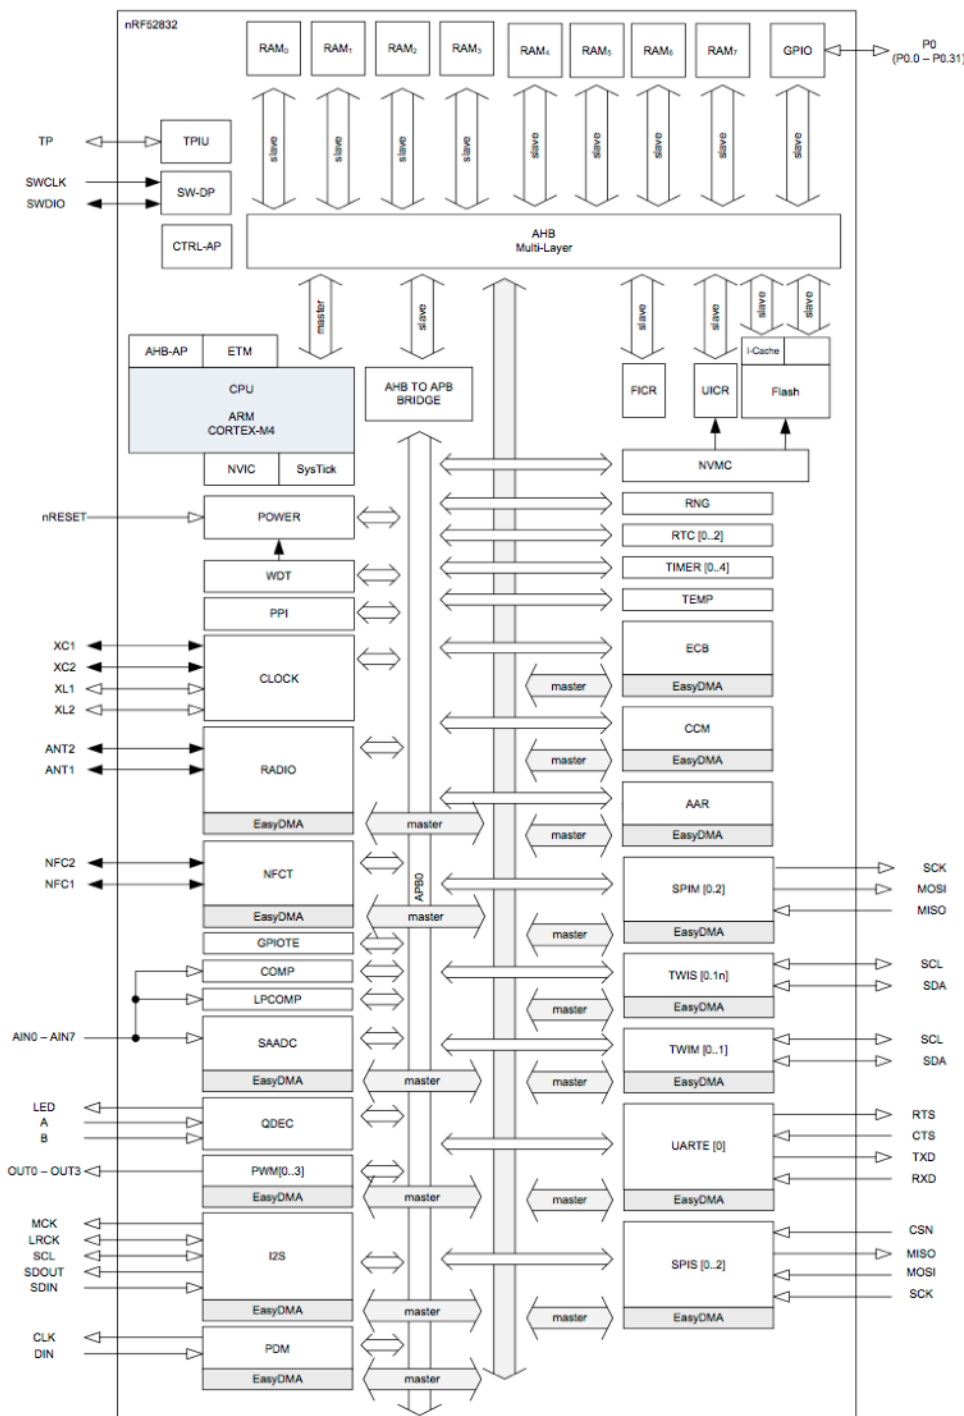 nRF52832
RAM0
RAM1
RAM2
RAM3
RAM4
RAM5
RAM6
RAM7
GPIO
P0
(P0.0 – P0.31)
slave
slave
slave
slave
slave
slave
slave
slave
slave
TP
TPIU
SWCLK
SWDIO
SW-DP
CTRL-AP
AHB
Multi-Layer
master
slave
slave
slave
slave
slave
AHB-AP
ETM
CPU
ARM
CORTEX-M4
NVIC
SysTick
AHB TO APB
BRIDGE
FICR
UICR
I-Cache
Flash
NVMC
nRESET
POWER
RNG
RTC [0..2]
WDT
TIMER [0..4]
PPI
TEMP
XC1
XC2
XL1
XL2
CLOCK
ECB
master
EasyDMA
ANT2
ANT1
RADIO
CCM
master
EasyDMA
AAR
EasyDMA
master
master
EasyDMA
NFC2
NFC1
NFCT
APB0
SPIM [0.2]
SCK
MOSI
MISO
EasyDMA
master
master
EasyDMA
GPIOTE
COMP
LPCOMP
TWIS [0.1n]
SCL
SDA
master
EasyDMA
AIN0 – AIN7
SAADC
TWIM [0..1]
SCL
SDA
EasyDMA
master
master
EasyDMA
LED
A
B
QDEC
UARTE [0]
RTS
CTS
TXD
RXD
OUT0 – OUT3
PWM[0..3]
EasyDMA
master
master
EasyDMA
MCK
LRCK
SCL
SDOUT
SDIN
I2S
SPIS [0..2]
CSN
MISO
MOSI
SCK
EasyDMA
master
master
EasyDMA
CLK
DIN
PDM
EasyDMA
master